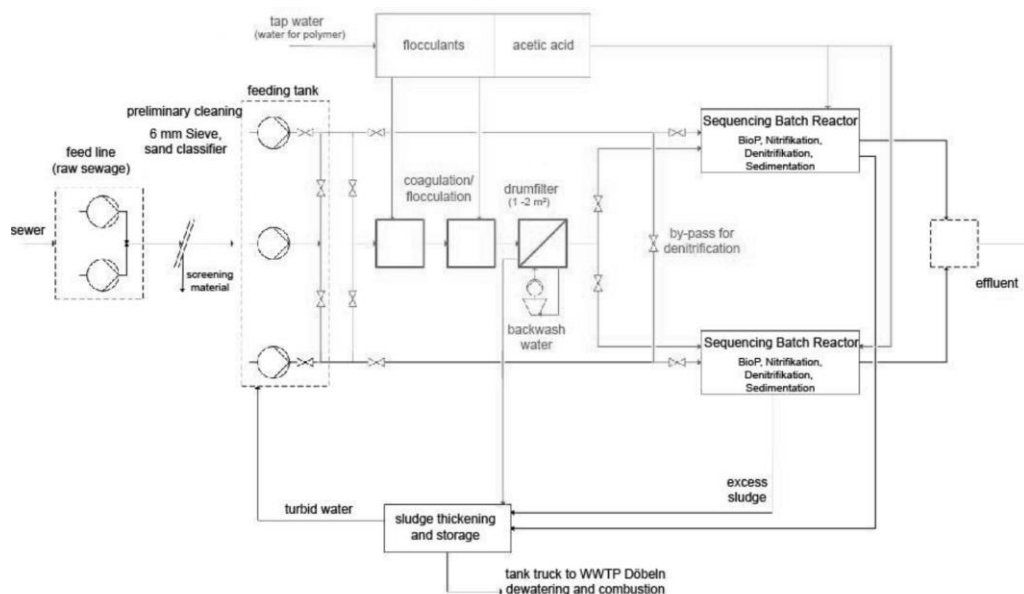 tap water
(water for polymer)
flocculants
acetic acid
feeding tank
preliminary cleaning
6 mm Sieve,
sand classifier
feed line
(raw sewage)
sewer
screening
material
coagulation/
flocculation
drumfilter
(1 -2 m²)
backwash
water
by-pass for
denitrification
Sequencing Batch Reactor
BioP, Nitrifikation,
Denitrifikation,
Sedimentation
effluent
Sequencing Batch Reactor
BioP, Nitrifikation,
Denitrifikation,
Sedimentation
excess
sludge
turbid water
sludge thickening
and storage
tank truck to WWTP Döbeln
dewatering and combustion